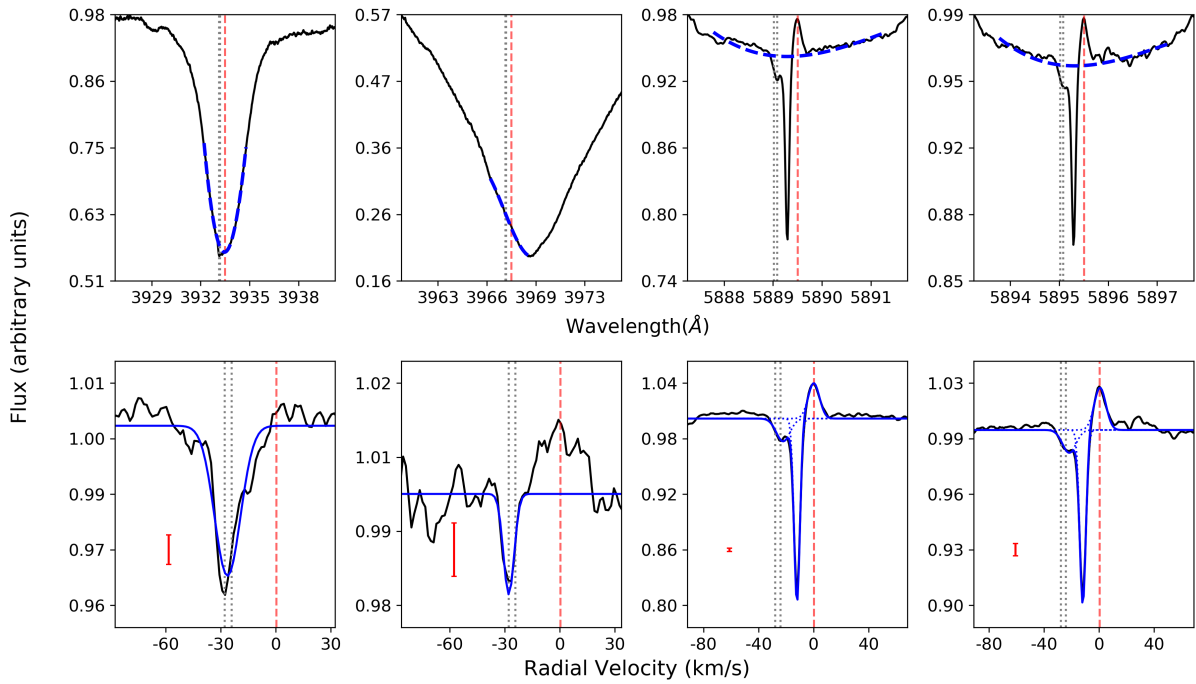 0.98 0.57 0.98 0.99
0.86 0.47 0.92 0.95
0.75 0.36 0.86 0.92
0.63 0.26 0.80 0.88
0.51 0.16 0.74 0.85
3929 3932 3935 3938 3963 3966 3969 3973 5888 5889 5890 5891 5894 5895 5896 5897
Wavelength(Å)
Flux (arbitrary units)
1.01 1.02 1.04 1.03
1.00 1.01 0.98 0.99
0.99 0.99 0.92 0.96
0.97 0.98 0.86 0.93
0.96 0.80 0.90
-60 -30 0 30 -60 -30 0 30 -80 -40 0 40 -80 -40 0 40
Radial Velocity (km/s)